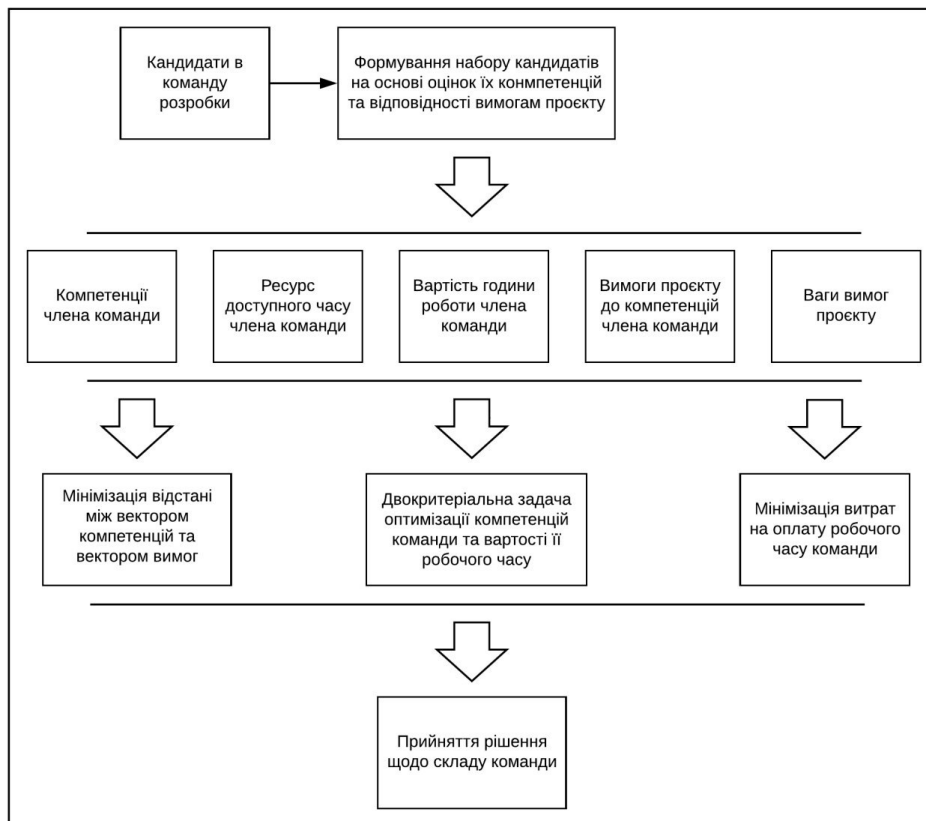 Кандидати в
команду
розробки
Формування набору кандидатів
на основі оцінок їх конмпетенцій
та відповідності вимогам проєкту
Компетенції
члена команди
Ресурс
доступного часу
члена команди
Вартість години
роботи члена
команди
Вимоги проєкту
до компетенцій
члена команди
Ваги вимог
проєкту
Мінімізація відстані
між вектором
компетенцій та
вектором вимог
Двокритеріальна задача
оптимізації компетенцій
команди та вартості її
робочого часу
Мінімізація витрат
на оплату робочого
часу команди
Прийняття рішення
щодо складу команди